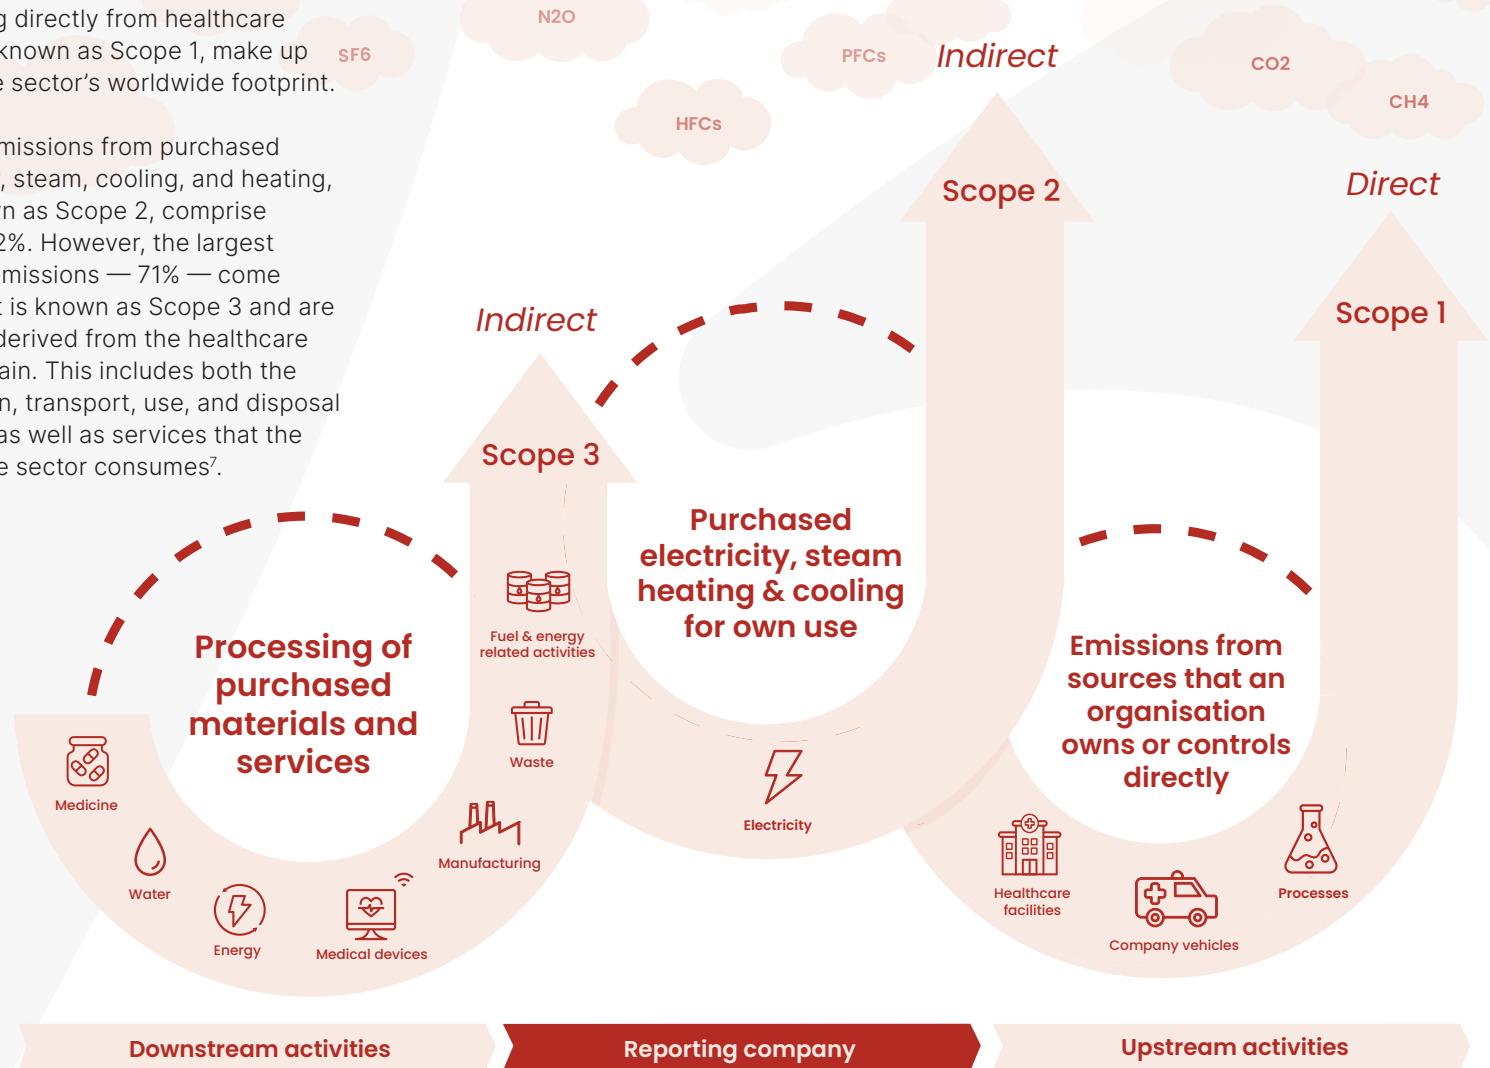 g directly from healthcare
known as Scope 1, make up
e sector's worldwide footprint.
missions from purchased
, steam, cooling, and heating,
n as Scope 2, comprise
2%. However, the largest
missions — 71% — come
t is known as Scope 3 and are
derived from the healthcare
ain. This includes both the
n, transport, use, and disposal
as well as services that the
e sector consumes7.
N2O
SF6
PFCs
HFCs
CO2
CH4
Indirect
Scope 3
Indirect
Scope 2
Direct
Scope 1
Processing of
purchased
materials and
services
Medicine
Water
Energy
Medical devices
Manufacturing
Waste
Fuel & energy
related activities
Purchased
electricity, steam
heating & cooling
for own use
Electricity
Emissions from
sources that an
organisation
owns or controls
directly
Healthcare
facilities
Company vehicles
Processes
Downstream activities
Reporting company
Upstream activities